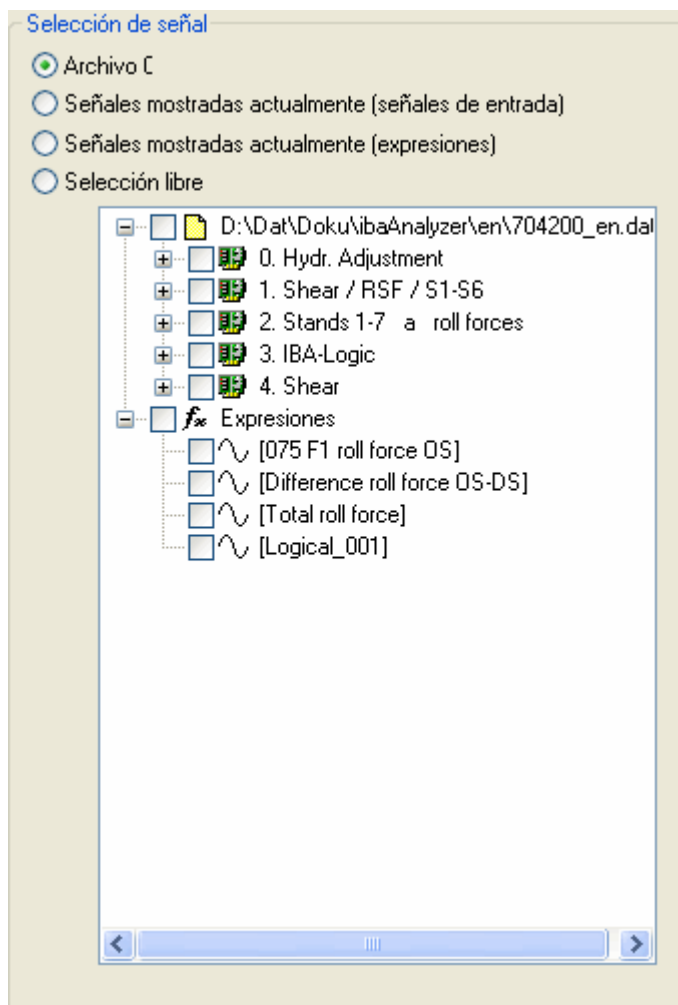 Selección de señal
Archivo
Señales mostradas actualmente (señales de entrada)
Señales mostradas actualmente (expresiones)
Selección libre
D:\Dat\Doku\ibaAnalyzer\en\704200_en.dat
0. Hydr. Adjustment
1. Shear / RSF / S1-S6
2. Stands 1-7 a roll forces
3. IBA-Logic
4. Shear
fx Expresiones
[075 F1 roll force OS]
[Difference roll force OS-DS]
[Total roll force]
[Logical_001]